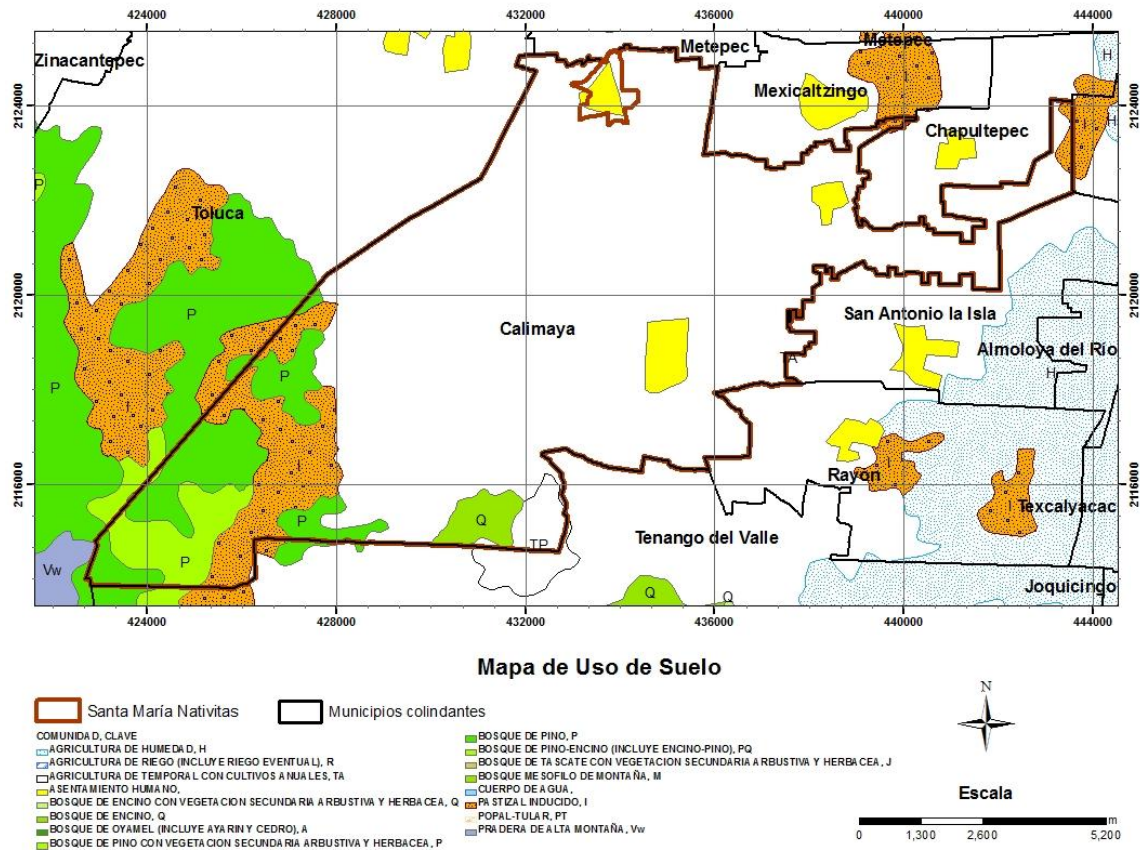 424000 428000 432000 436000 440000 444000
Zinacantepec
Metepec
Metepec
H
2124000
2124000
Mexicaltzingo
I
Chapultepec
I
H
P
Toluca
P
2120000
2120000
Calimaya
San Antonio la Isla
Almoloya del Rio
TA
H
P
P
I
I
2116000
2116000
Rayon
I
I
Texcalyacac
Q
P
TP
Tenango del Valle
Vw
P
Q
Q
Joquicingo
424000 428000 432000 436000 440000 444000
Mapa de Uso de Suelo
Santa María Nativitas
Municipios colindantes
N
COMUNIDAD, CLAVE
AGRICULTURA DE HUMEDAD, H
AGRICULTURA DE RIEGO (INCLUYE RIEGO EVENTUAL), R
AGRICULTURA DE TEMPORAL CON CULTIVOS ANUALES, TA
ASENTAMIENTO HUMANO,
BOSQUE DE ENCINO CON VEGETACION SECUNDARIA ARBUSTIVA Y HERBACEA, Q
BOSQUE DE ENCINO, Q
BOSQUE DE OYAMEL (INCLUYE AYARIN Y CEDRO), A
BOSQUE DE PINO CON VEGETACION SECUNDARIA ARBUSTIVA Y HERBACEA, P
BOSQUE DE PINO, P
BOSQUE DE PINO-ENCINO (INCLUYE ENCINO-PINO), PQ
BOSQUE DE TASCATE CON VEGETACION SECUNDARIA ARBUSTIVA Y HERBACEA, J
BOSQUE MESOFILO DE MONTAÑA, M
CUERPO DE AGUA,
PASTIZAL INDUCIDO, I
POPAL-TULAR, PT
PRADERA DE ALTA MONTAÑA, Vw
Escala
m
0 1,300 2,600 5,200